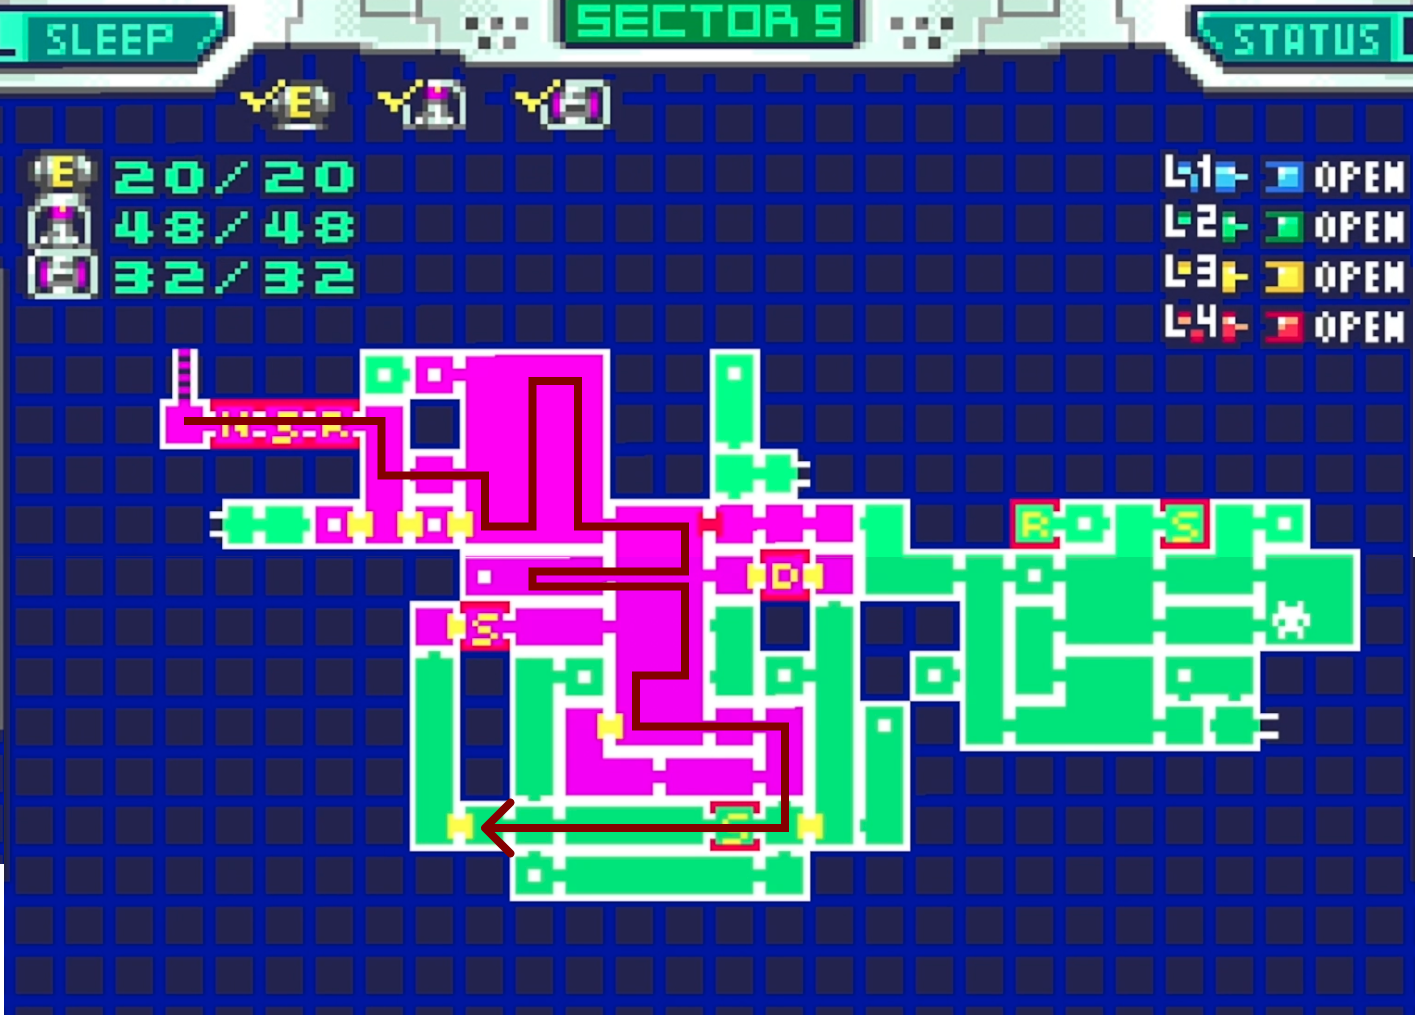 SLEEP
SECTOR 5
STATUS
E
E 20/20
48/48
32/32
L-1 OPEN
L-2 OPEN
L-3 OPEN
L-4 OPEN
N S R
R S
D
S
S